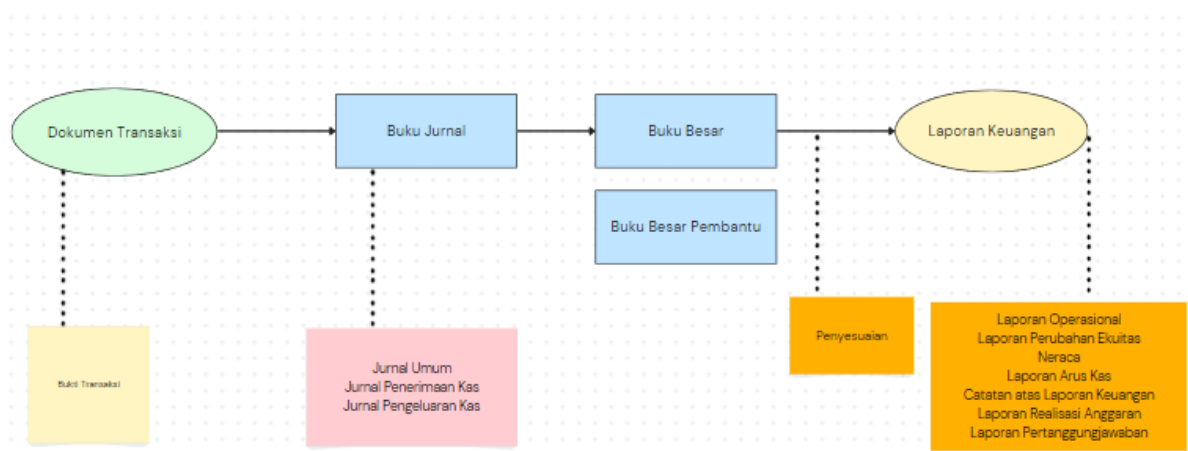 Dokumen Transaksi
Buku Jurnal
Buku Besar
Laporan Keuangan
Buku Besar Pembantu
Bukti Transaksi
Jurnal Umum
Jurnal Penerimaan Kas
Jurnal Pengeluaran Kas
Penyesuaian
Laporan Operasional
Laporan Perubahan Ekuitas
Neraca
Laporan Arus Kas
Catatan atas Laporan Keuangan
Laporan Realisasi Anggaran
Laporan Pertanggungjawaban